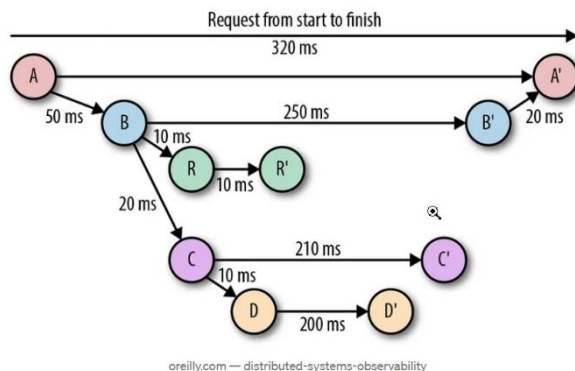 Request from start to finish
320 ms
A
A'
50 ms
B
250 ms
B'
20 ms
10 ms
R
10 ms
R'
20 ms
C
210 ms
C'
10 ms
D
200 ms
D'
oreilly.com — distributed-systems-observability